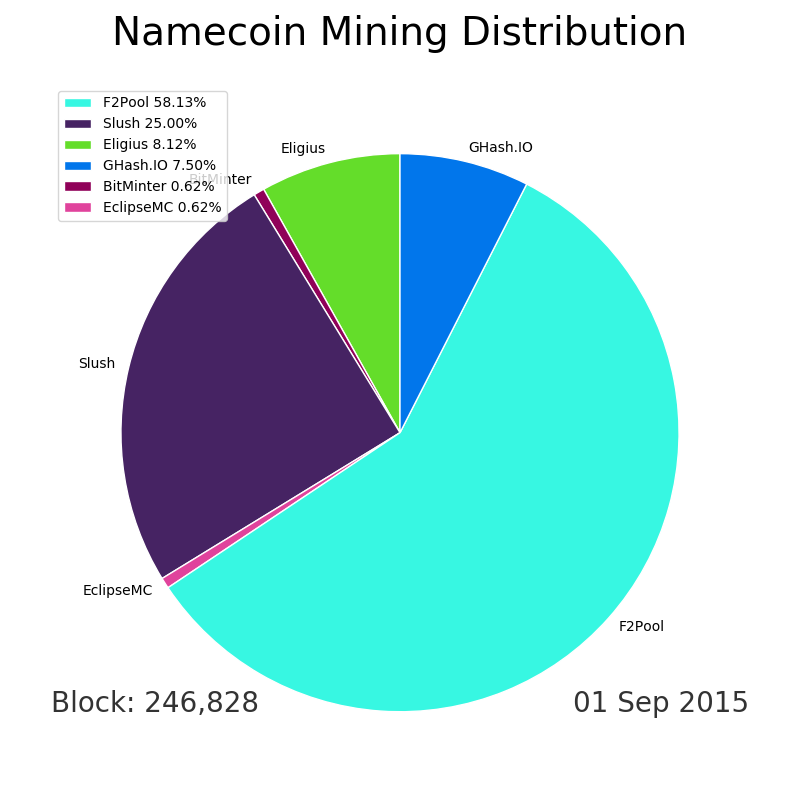 Namecoin Mining Distribution
F2Pool 58.13%
Slush 25.00%
Eligius 8.12%
GHash.IO 7.50%
BitMinter 0.62%
EclipseMC 0.62%
Eligius
GHash.IO
BitMinter
Slush
EclipseMC
F2Pool
Block: 246,828
01 Sep 2015